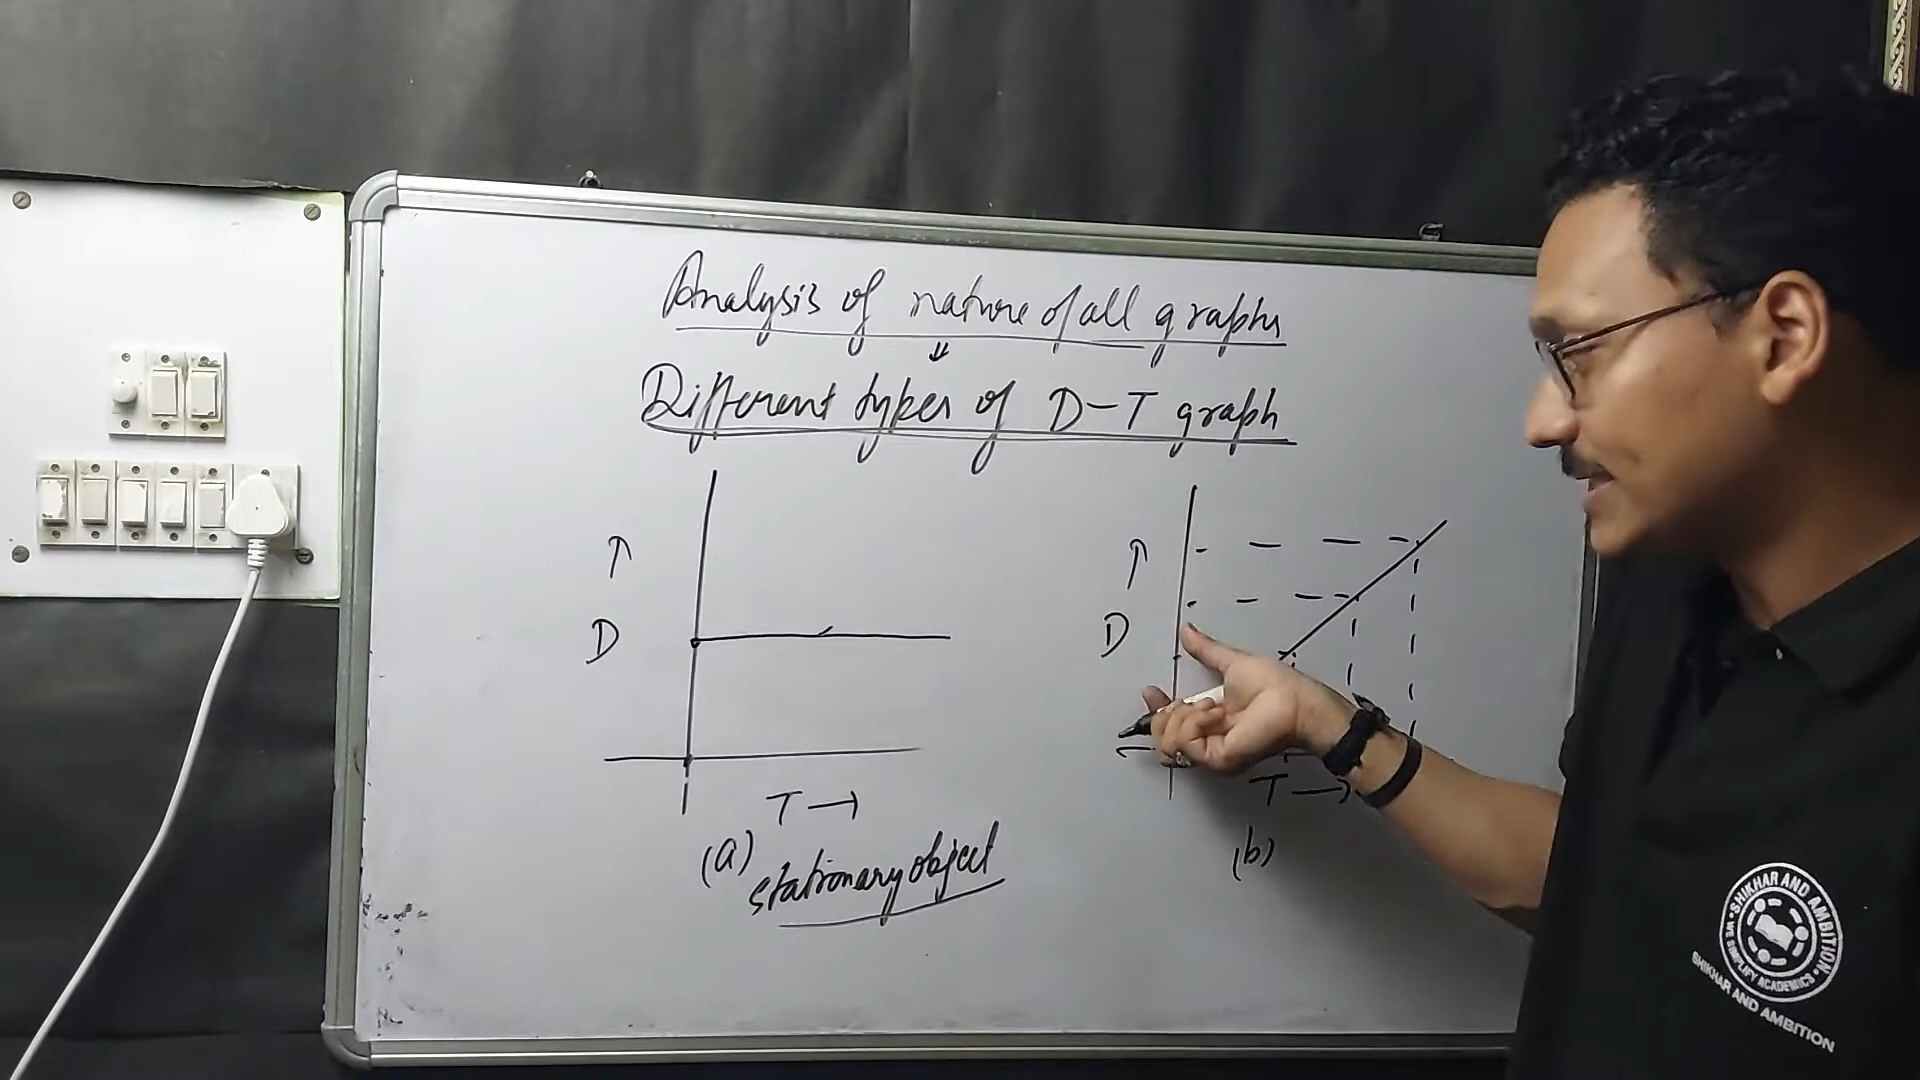 Analysis of nature of all graphs
⇓
Different types of D-T graph
↑
D
T →
(a) stationary object
↑
D
T →
(b)
SHIKHAR AND AMBITION
WE SIMPLIFY ACADEMICS
SHIKHAR AND AMBITION